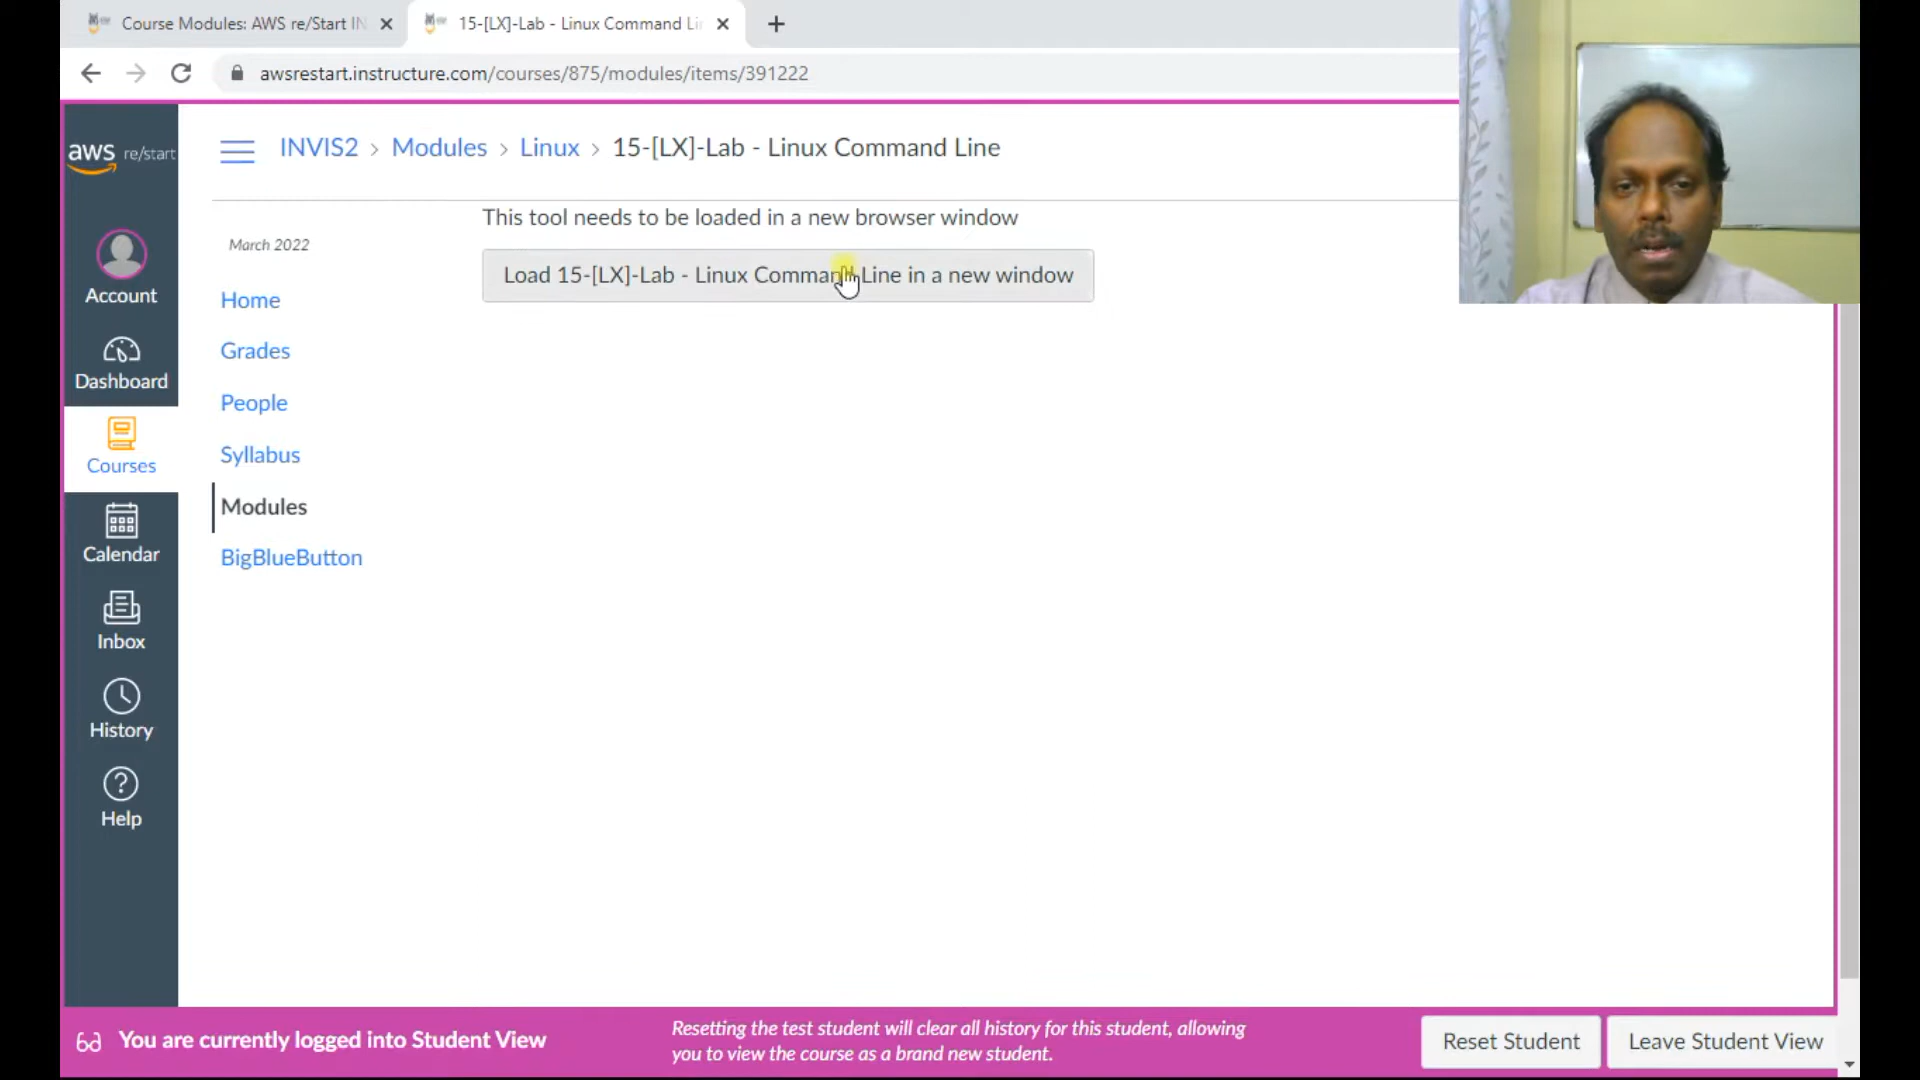 Course Modules: AWS re/Start IN
15-[LX]-Lab - Linux Command Li
awsrestart.instructure.com/courses/875/modules/items/391222
aws re/start
INVIS2 > Modules > Linux > 15-[LX]-Lab - Linux Command Line
This tool needs to be loaded in a new browser window
March 2022
Load 15-[LX]-Lab - Linux Command Line in a new window
Account
Home
Grades
Dashboard
People
Syllabus
Courses
Modules
Calendar
BigBlueButton
Inbox
History
Help
You are currently logged into Student View
Resetting the test student will clear all history for this student, allowing
you to view the course as a brand new student.
Reset Student
Leave Student View